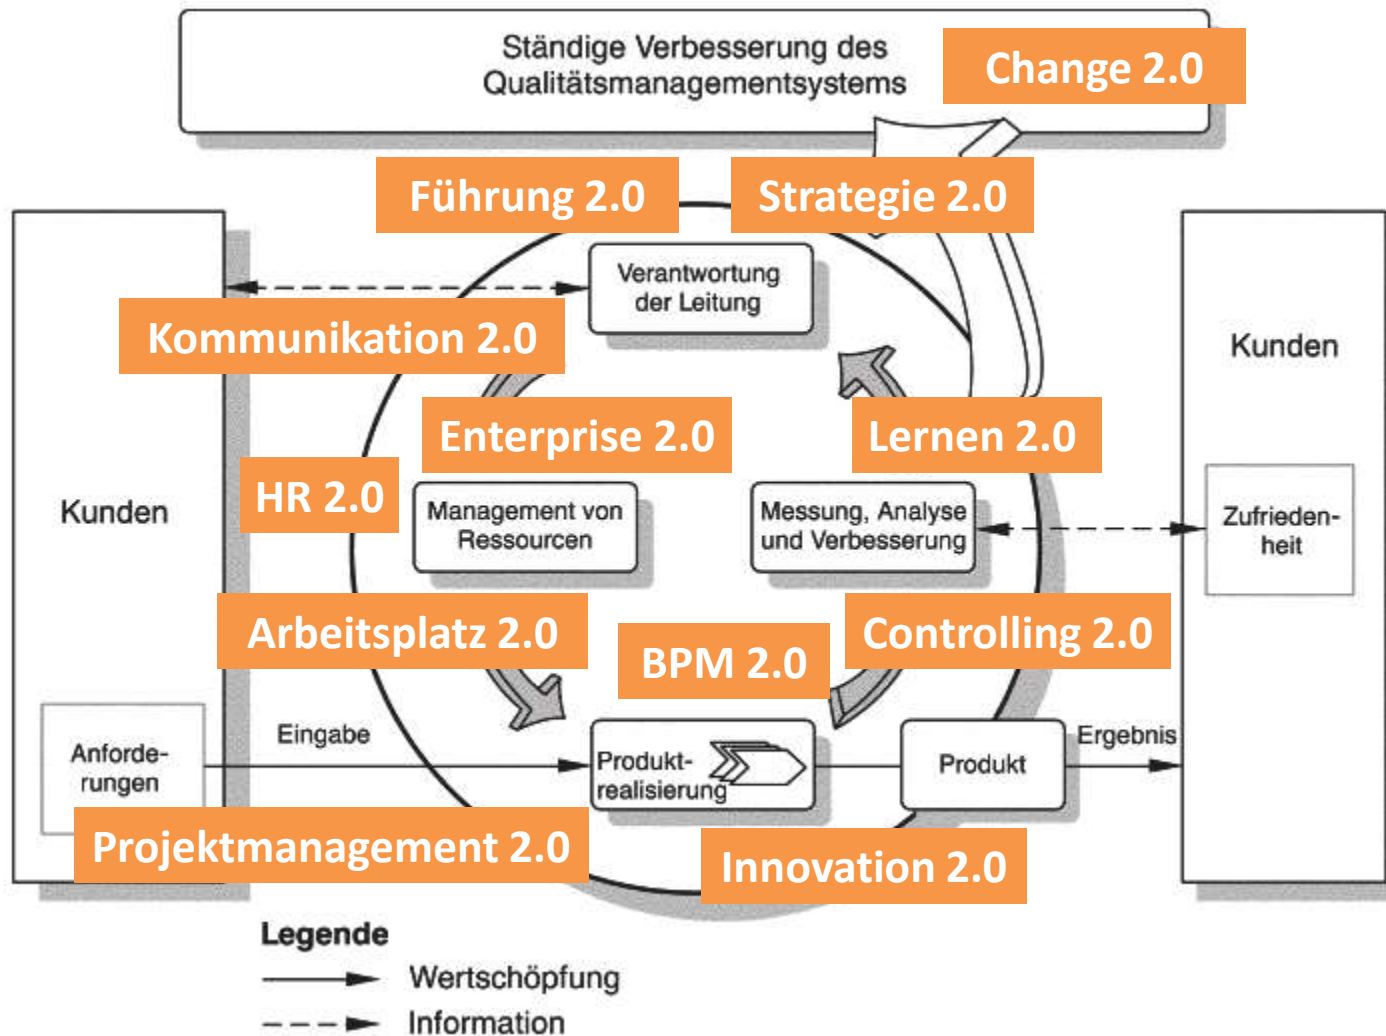 Ständige Verbesserung des
Qualitätsmanagementsystems
Change 2.0
Führung 2.0
Strategie 2.0
Verantwortung
der Leitung
Kommunikation 2.0
Kunden
Enterprise 2.0
Lernen 2.0
HR 2.0
Kunden
Management von
Ressourcen
Messung, Analyse
und Verbesserung
Zufrieden-
heit
Arbeitsplatz 2.0
BPM 2.0
Controlling 2.0
Anforde-
rungen
Eingabe
Produkt-
realisierung
Produkt
Ergebnis
Projektmanagement 2.0
Innovation 2.0
Legende
Wertschöpfung
Information